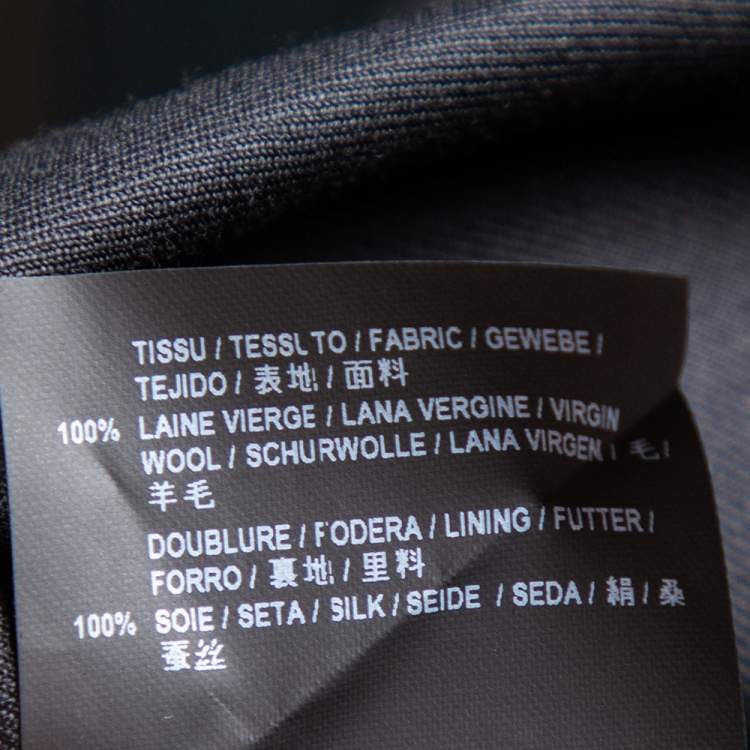 TISSU / TESSUTO / FABRIC / GEWEBE /
TEJIDO / 表地 / 面料
100% LAINE VIERGE / LANA VERGINE / VIRGIN
WOOL / SCHURWOLLE / LANA VIRGEN / 毛 /
羊毛
DOUBLURE / FODERA / LINING / FUTTER /
FORRO / 裏地 / 里料
100% SOIE / SETA / SILK / SEIDE / SEDA / 絹 / 桑
蚕丝